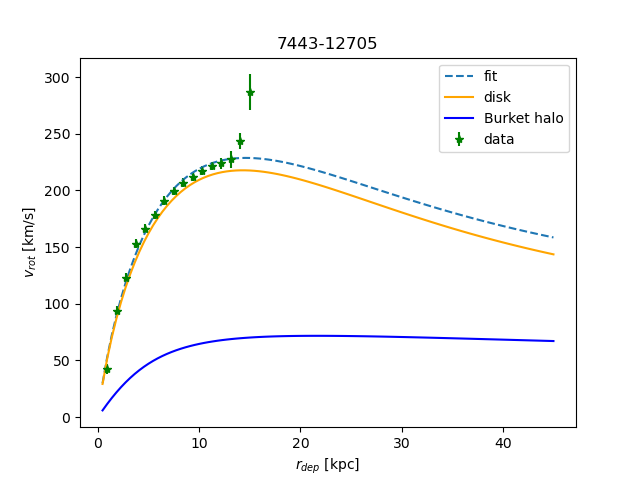 7443-12705
300
250
200
150
100
50
0
v_rot [km/s]
fit
disk
Burket halo
data
0 10 20 30 40
r_dep [kpc]